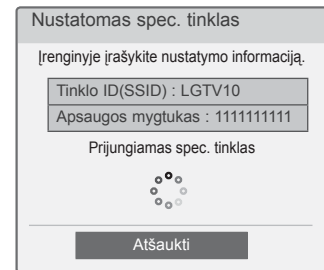 Nustatomas spec. tinklas
Įrenginyje įrašykite nustatymo informaciją.
Tinklo ID(SSID) : LGTV10
Apsaugos mygtukas : 1111111111
Prijungiamas spec. tinklas
Atšaukti